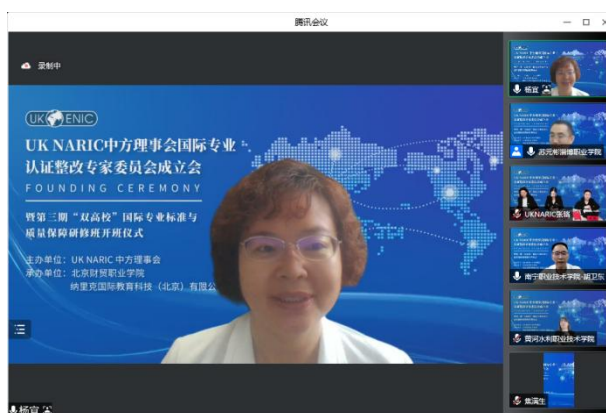 腾讯会议
录制中
UK ENIC
UK NARIC中方理事会国际专业
认证整改专家委员会成立会
FOUNDING CEREMONY
暨第三期“双高校”国际专业标准与
质量保障研修班开班仪式
主办单位：UK NARIC 中方理事会
承办单位：北京财贸职业学院
纳里克国际教育科技（北京）有限公
杨宜
杨宜
苏元彬淄博职业学院
UKNARIC张瑞
南宁职业技术学院-胡卫东
黄河水利职业技术学院
焦满生